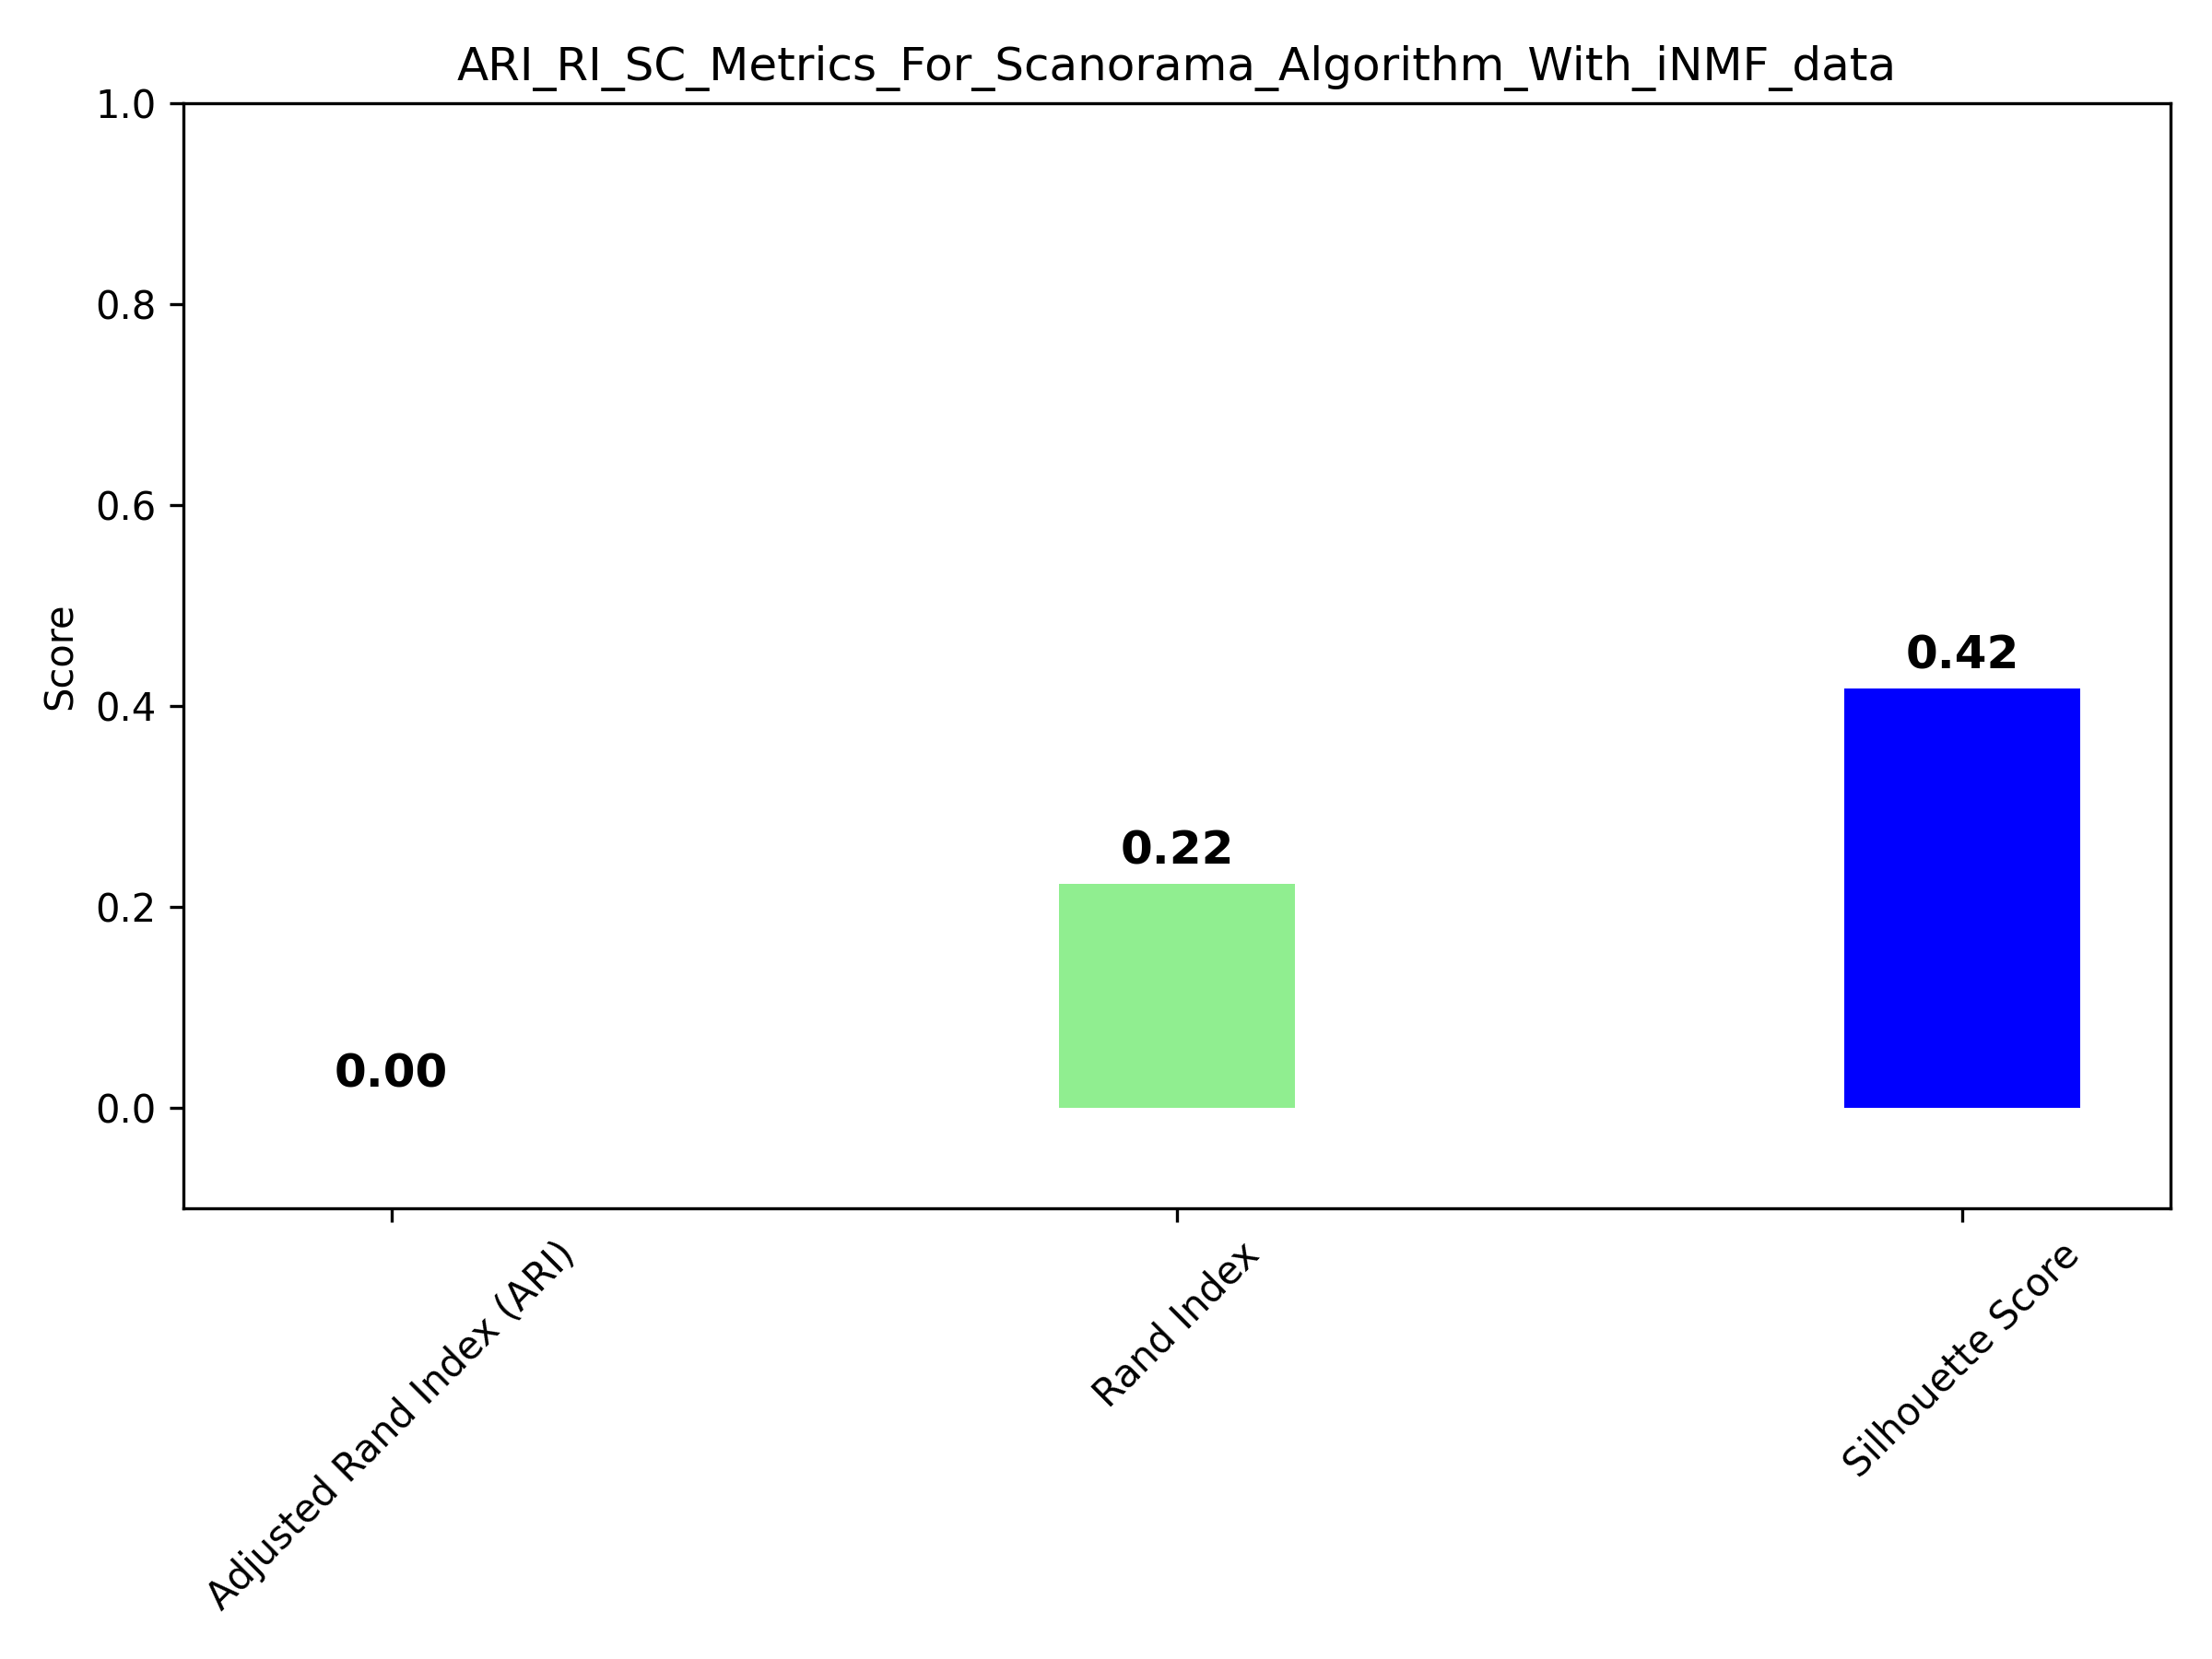 ARI_RI_SC_Metrics_For_Scanorama_Algorithm_With_iNMF_data
1.0
0.8
0.6
0.4
0.2
0.0
Score
0.00
0.22
0.42
Adjusted Rand Index (ARI)
Rand Index
Silhouette Score